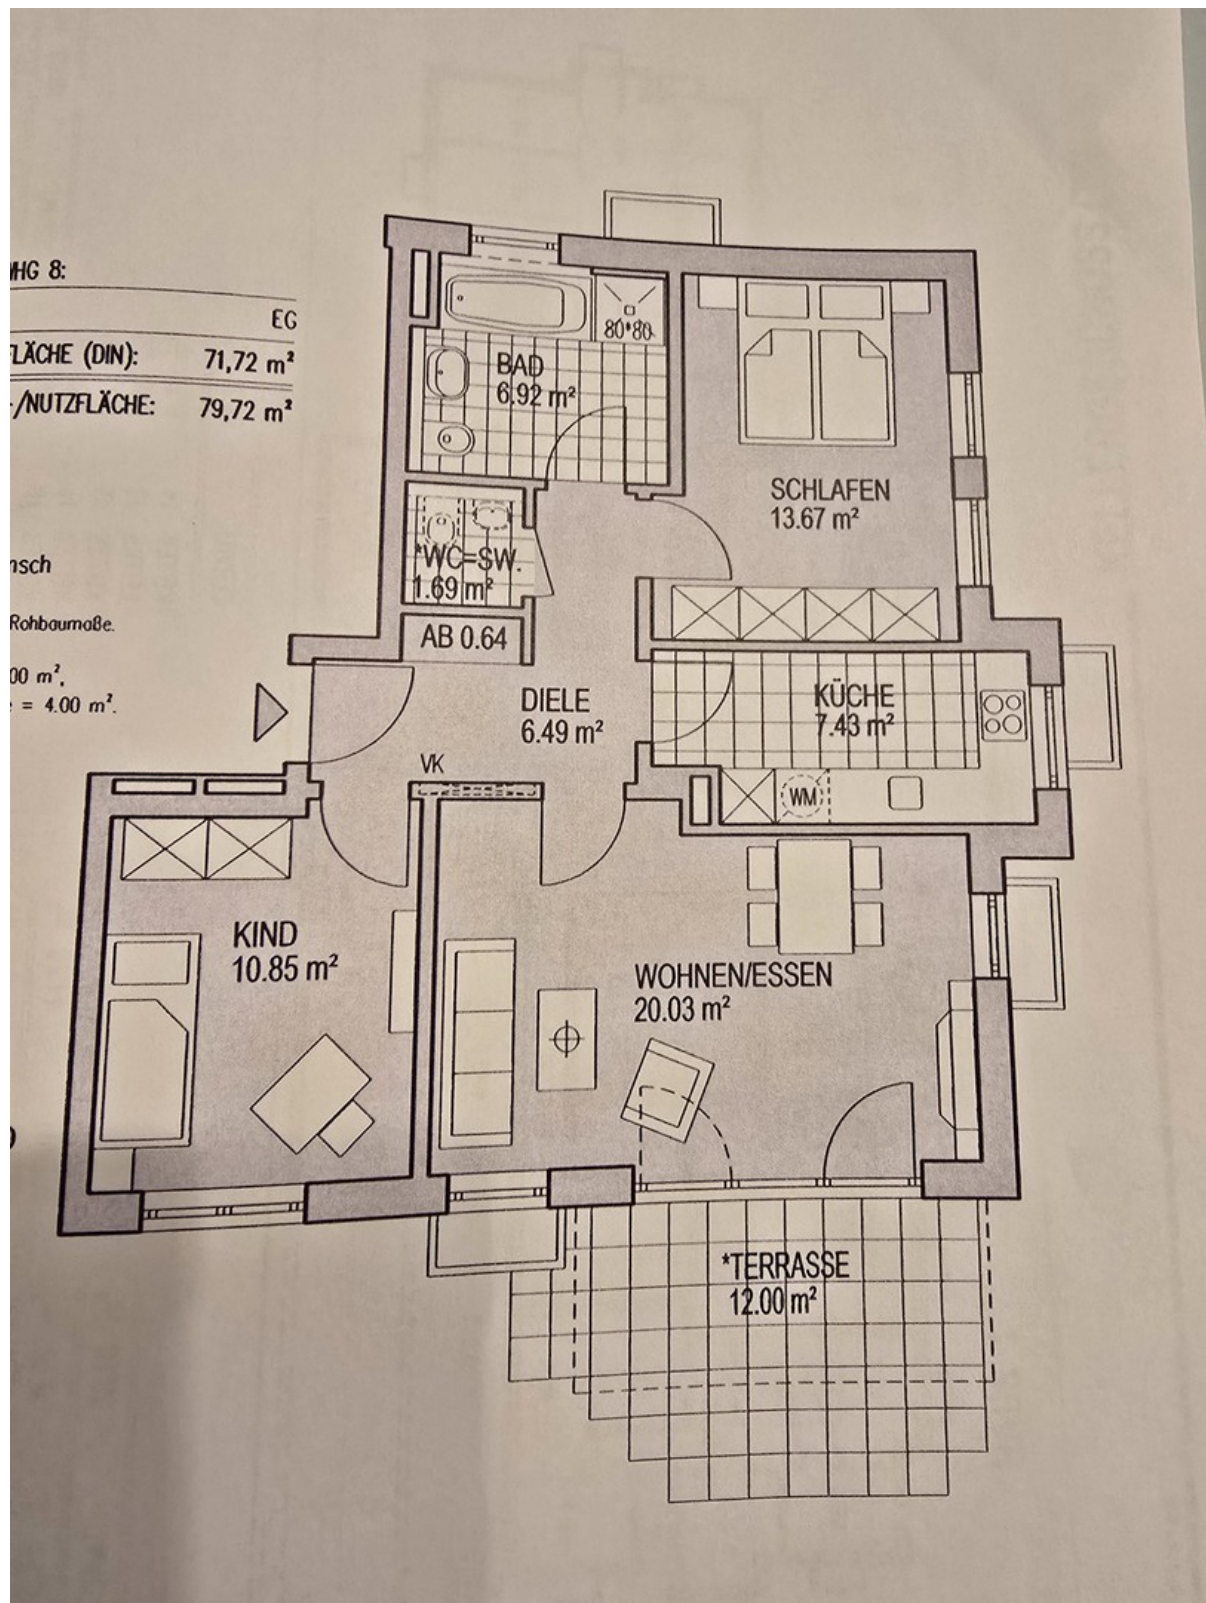 WHG 8:
EG
FLÄCHE (DIN): 71,72 m²
-/NUTZFLÄCHE: 79,72 m²
nsch
Rohbaumaße.
00 m²,
= 4.00 m².
80*80
BAD
6.92 m²
SCHLAFEN
13.67 m²
*WC=SW.
1.69 m²
AB 0.64
DIELE
6.49 m²
KÜCHE
7.43 m²
VK
WM
KIND
10.85 m²
WOHNEN/ESSEN
20.03 m²
*TERRASSE
12.00 m²